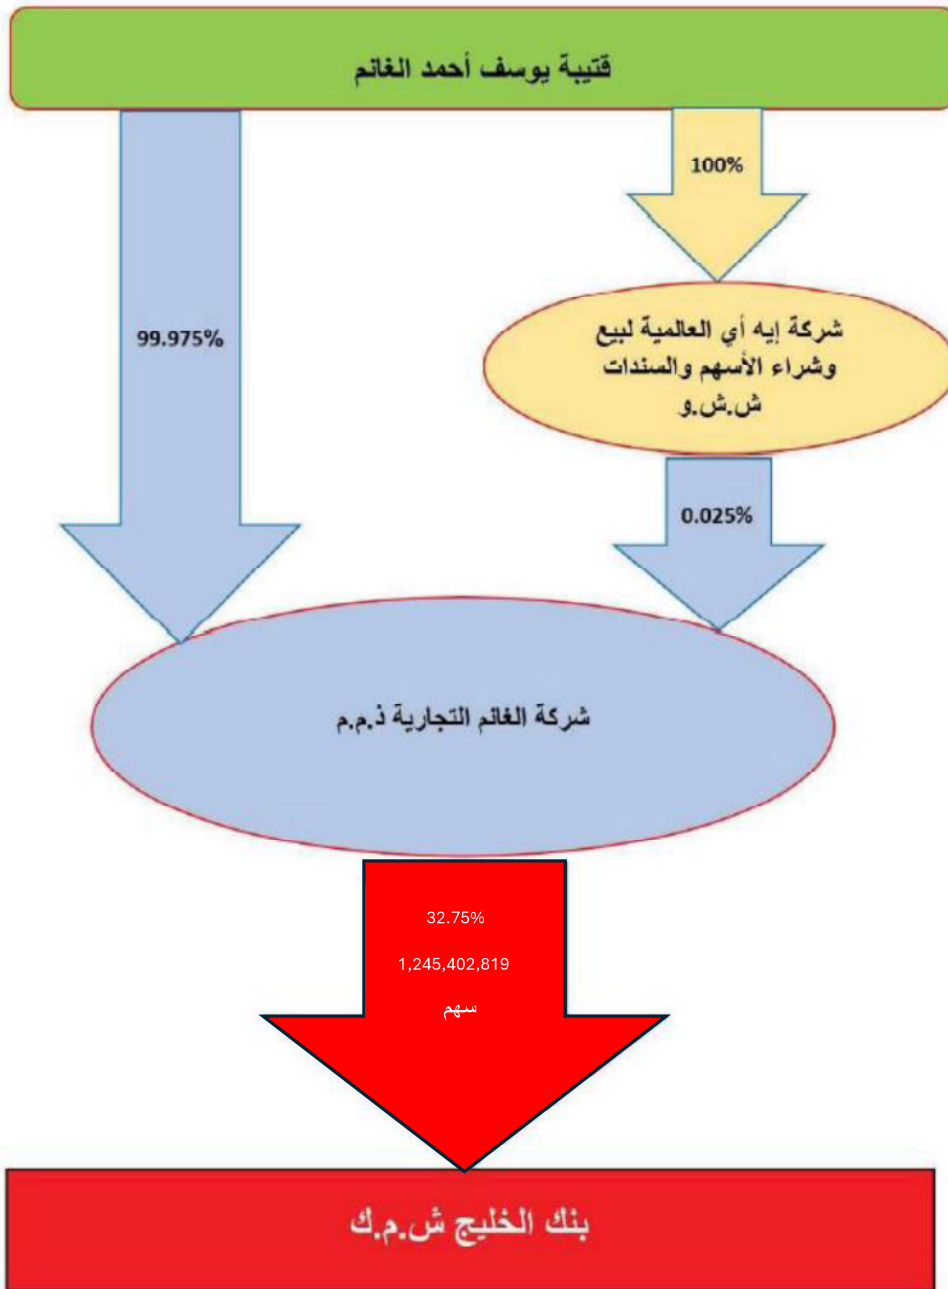 قتيبة يوسف أحمد الغانم
100%
99.975%
شركة إيه أي العالمية لبيع
وشراء الأسهم والسندات
ش.ش.و
0.025%
شركة الغانم التجارية ذ.م.م
32.75%
1,245,402,819
سهم
بنك الخليج ش.م.ك